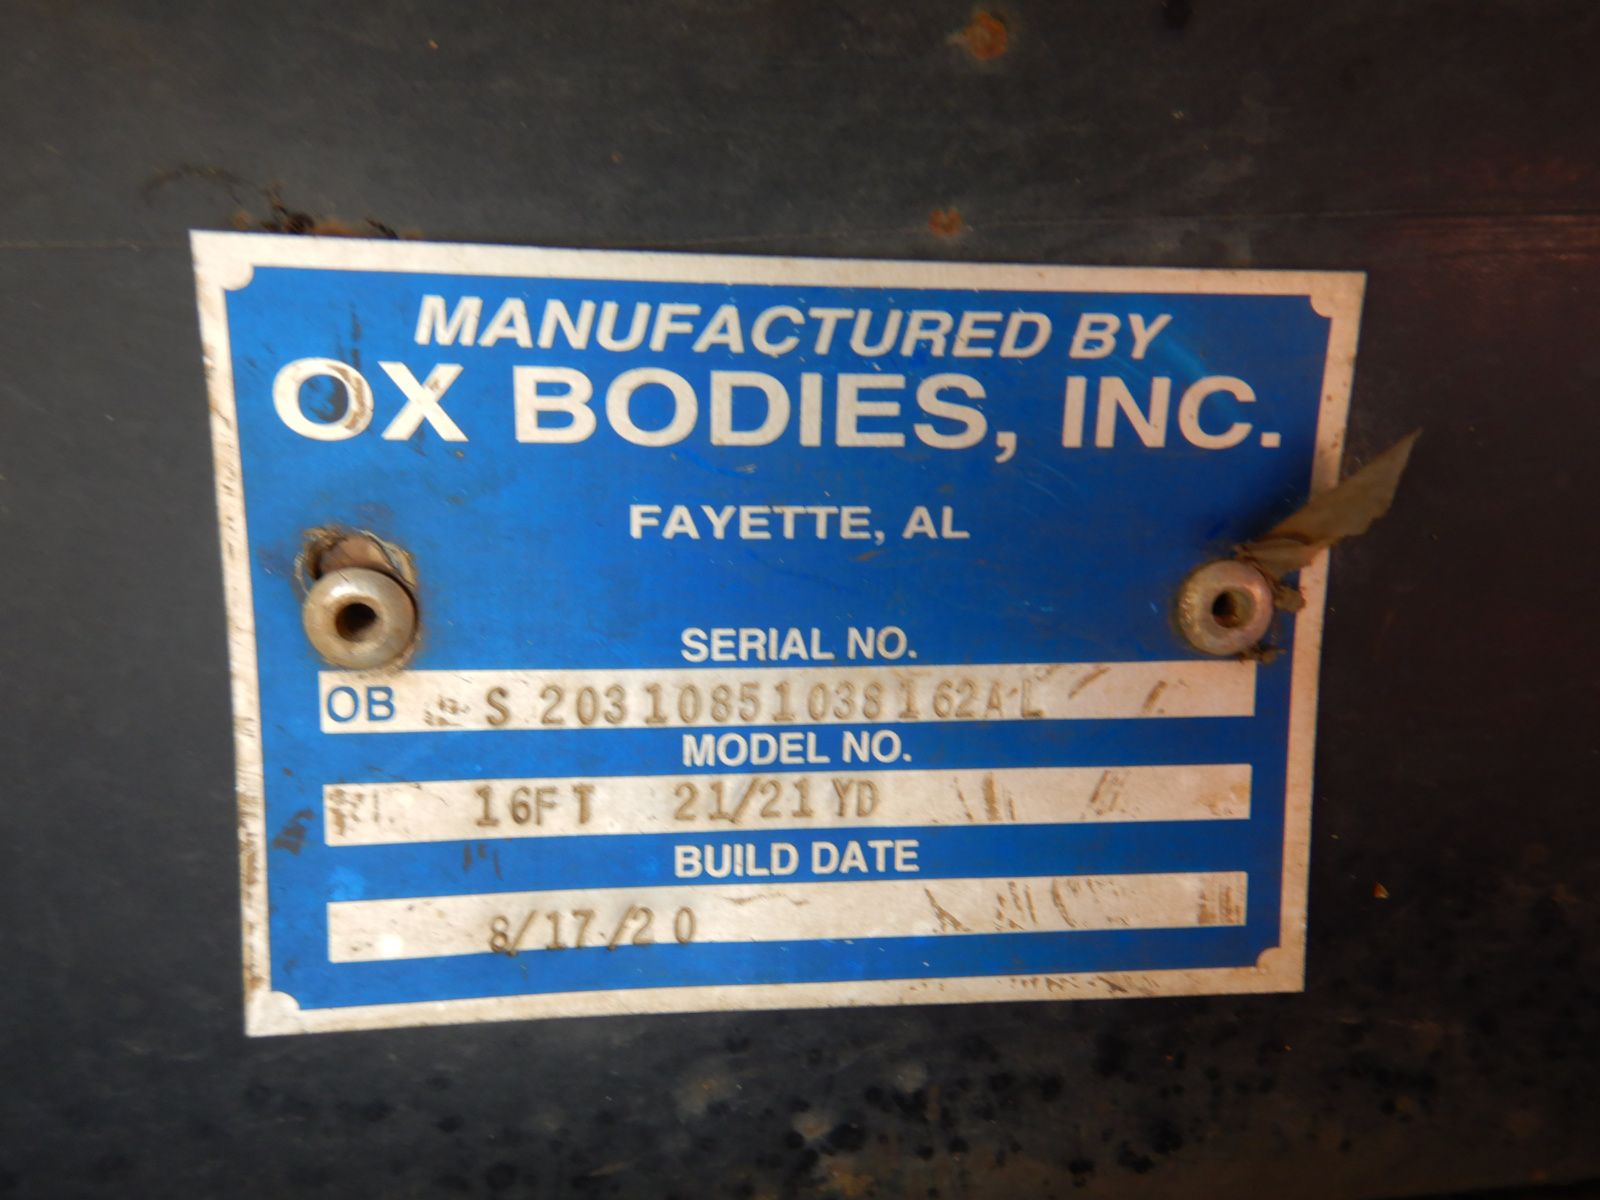 MANUFACTURED BY
OX BODIES, INC.
FAYETTE, AL
SERIAL NO.
OB S 20310851038162AL
MODEL NO.
16FT 21/21 YD
BUILD DATE
8/17/20